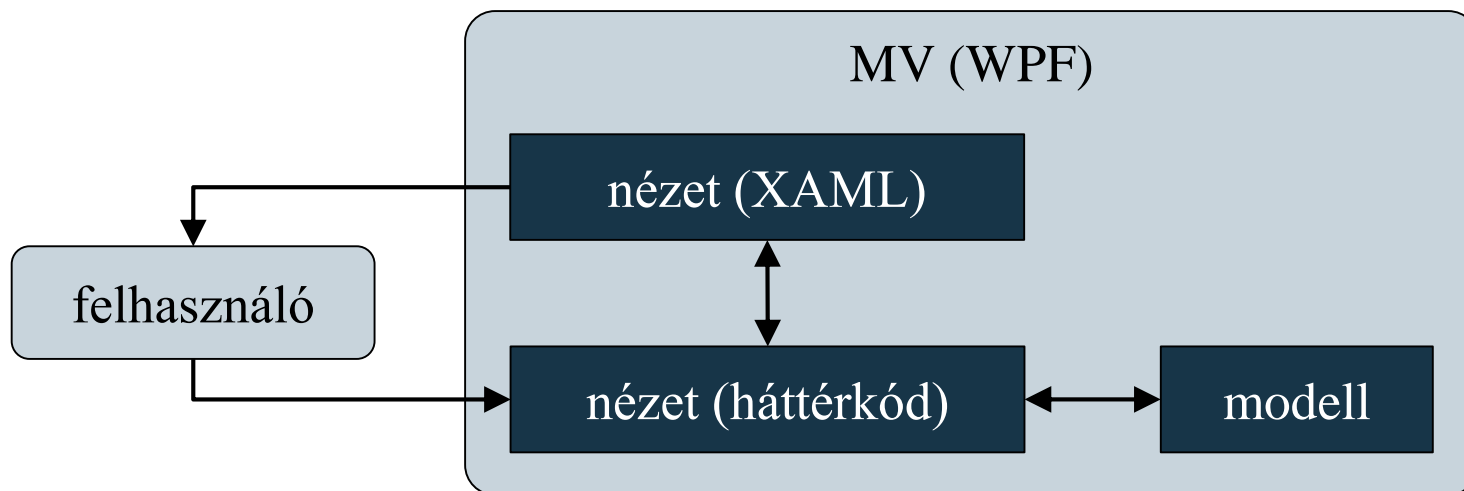 MV (WPF)
nézet (XAML)
felhasználó
nézet (háttérkód)
modell